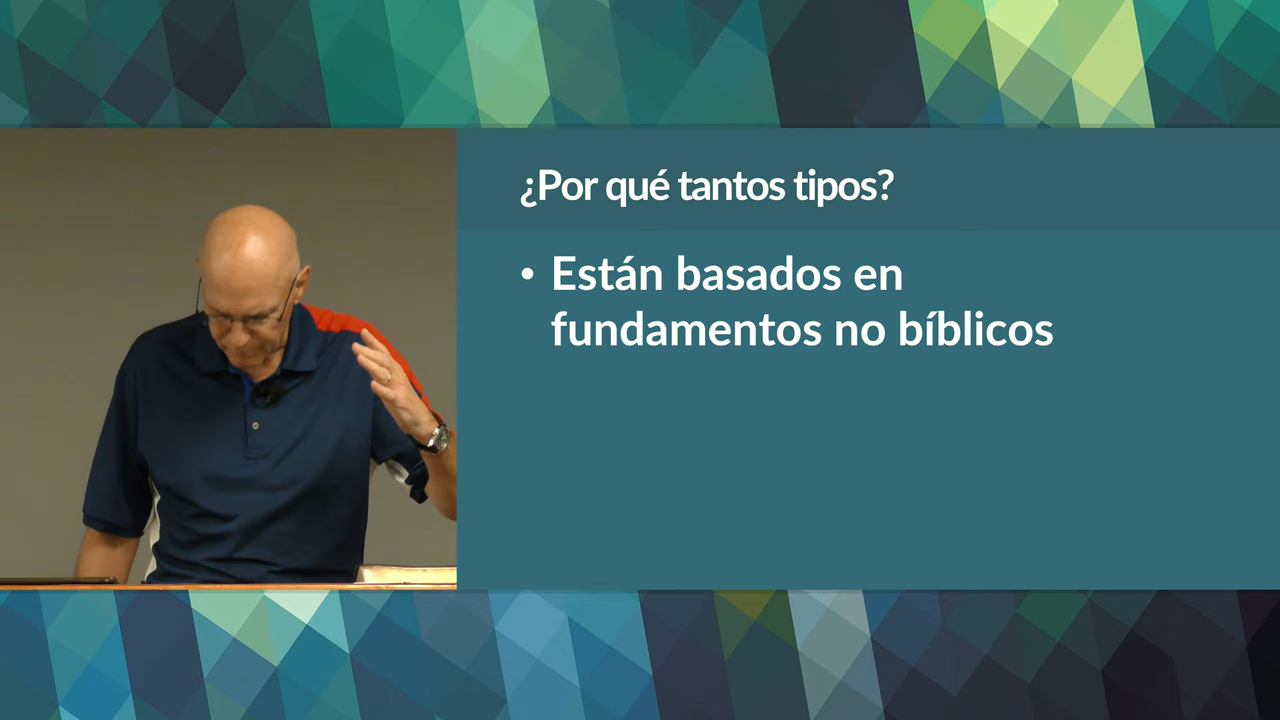 ¿Por qué tantos tipos?
• Están basados en
fundamentos no bíblicos